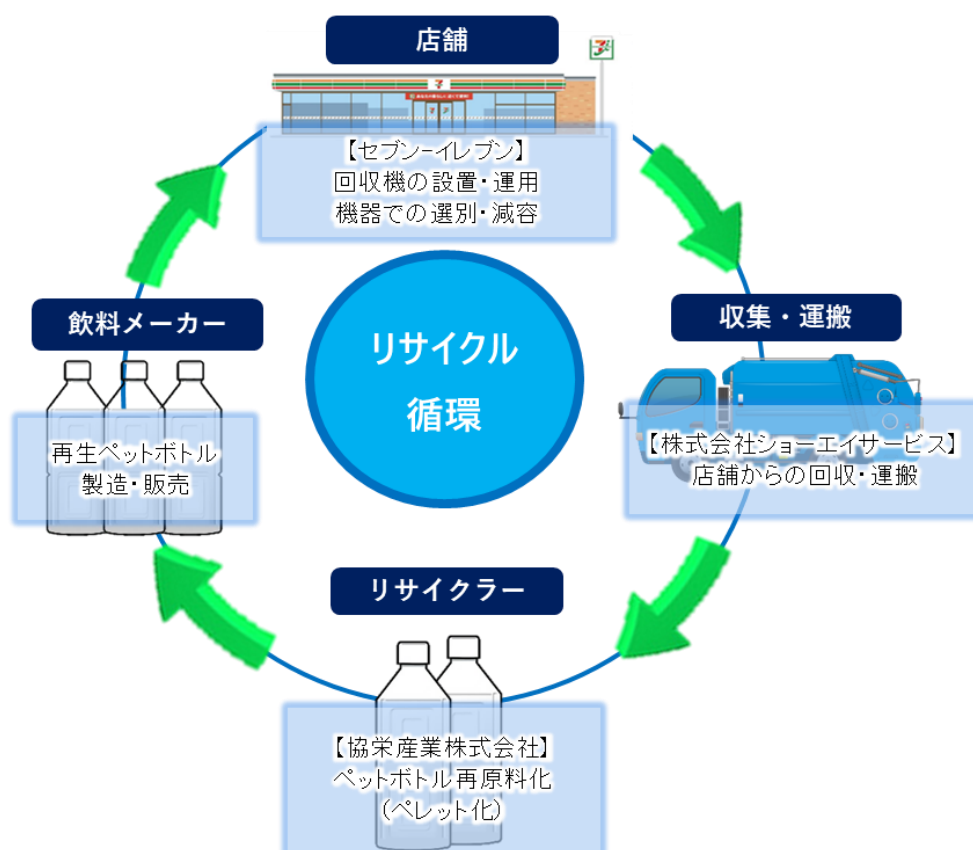 店舗
【セブン-イレブン】
回収機の設置・運用
機器での選別・減容
収集・運搬
【株式会社ショーエイサービス】
店舗からの回収・運搬
リサイクラー
【協栄産業株式会社】
ペットボトル再原料化
(ペレット化)
飲料メーカー
再生ペットボトル
製造・販売
リサイクル
循環